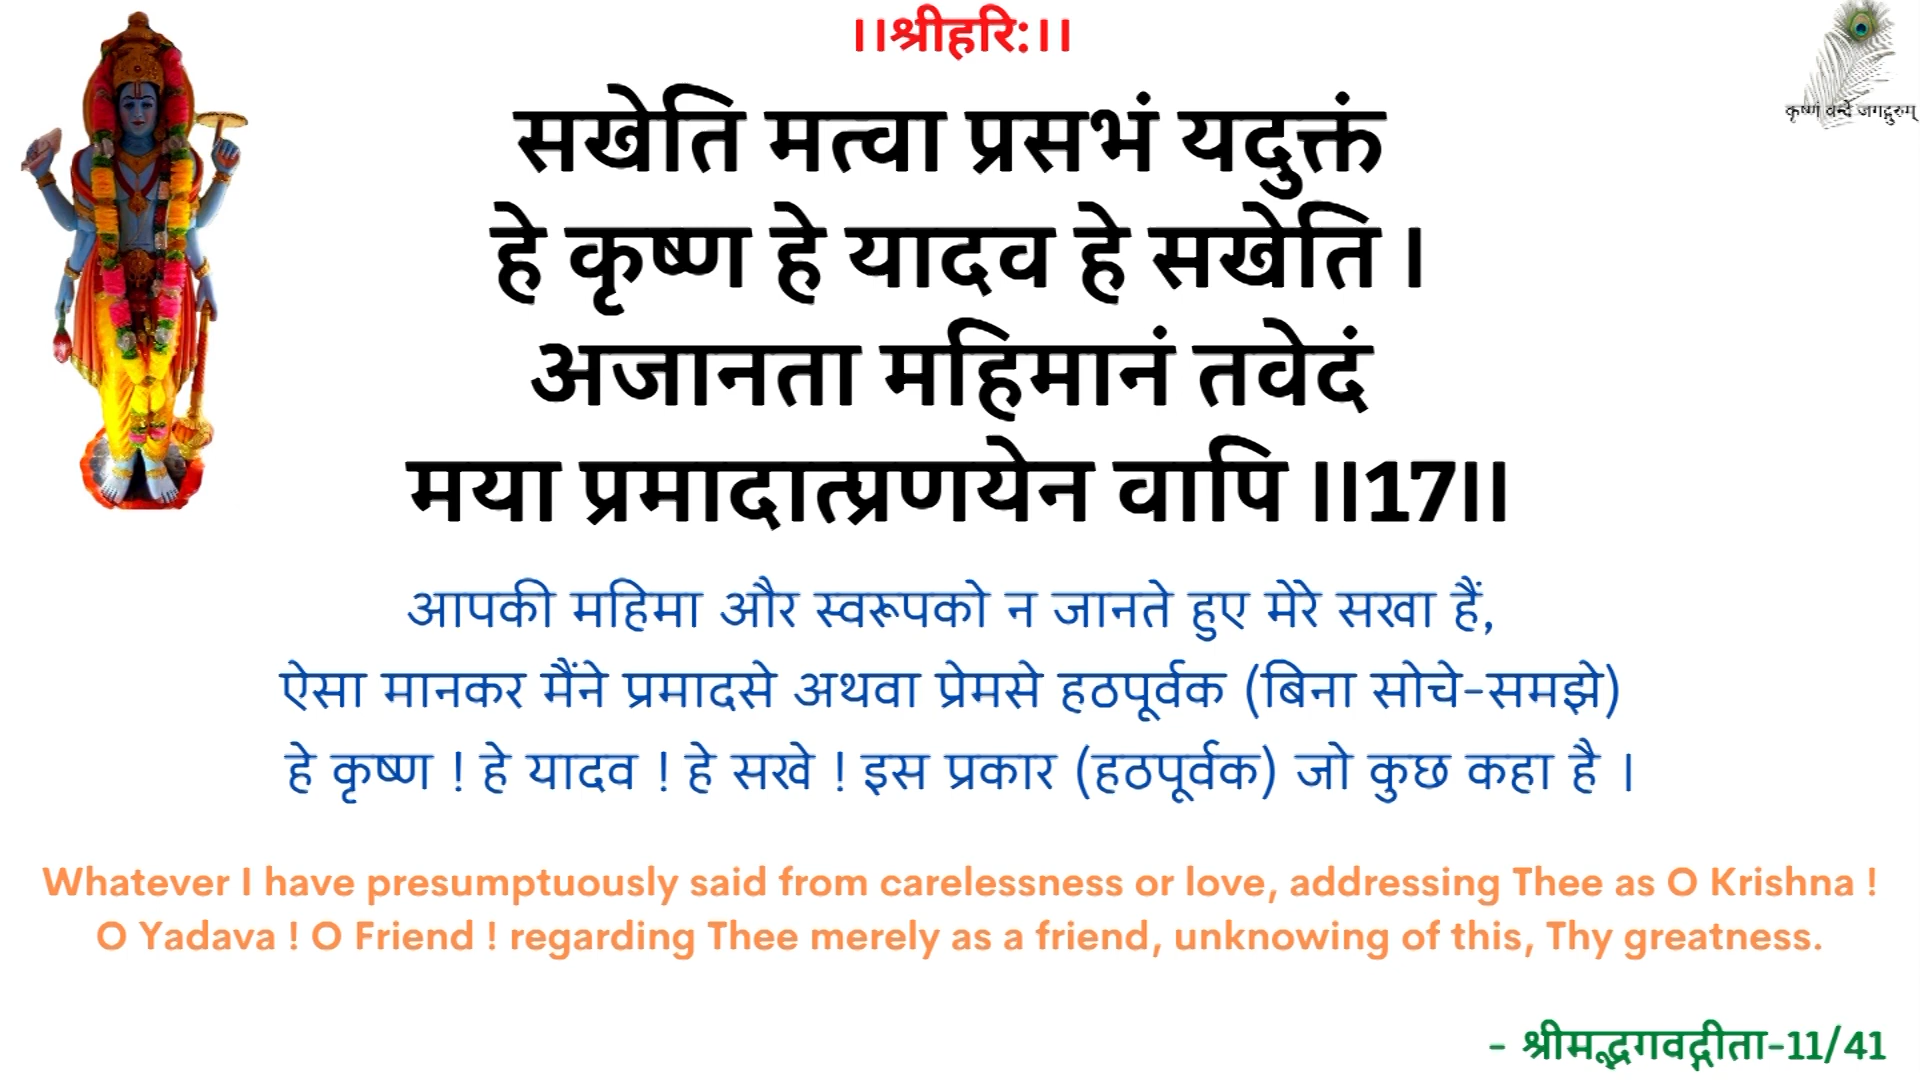 ।।श्रीहरि:।।
कृष्णं वन्दे जगद्गुरुम्
सखेति मत्वा प्रसभं यदुक्तं
हे कृष्ण हे यादव हे सखेति ।
अजानता महिमानं तवेदं
मया प्रमादात्प्रणयेन वापि ।।17।।
आपकी महिमा और स्वरूपको न जानते हुए मेरे सखा हैं,
ऐसा मानकर मैंने प्रमादसे अथवा प्रेमसे हठपूर्वक (बिना सोचे-समझे)
हे कृष्ण ! हे यादव ! हे सखे ! इस प्रकार (हठपूर्वक) जो कुछ कहा है ।
Whatever I have presumptuously said from carelessness or love, addressing Thee as O Krishna !
O Yadava ! O Friend ! regarding Thee merely as a friend, unknowing of this, Thy greatness.
- श्रीमद्भगवद्गीता-11/41